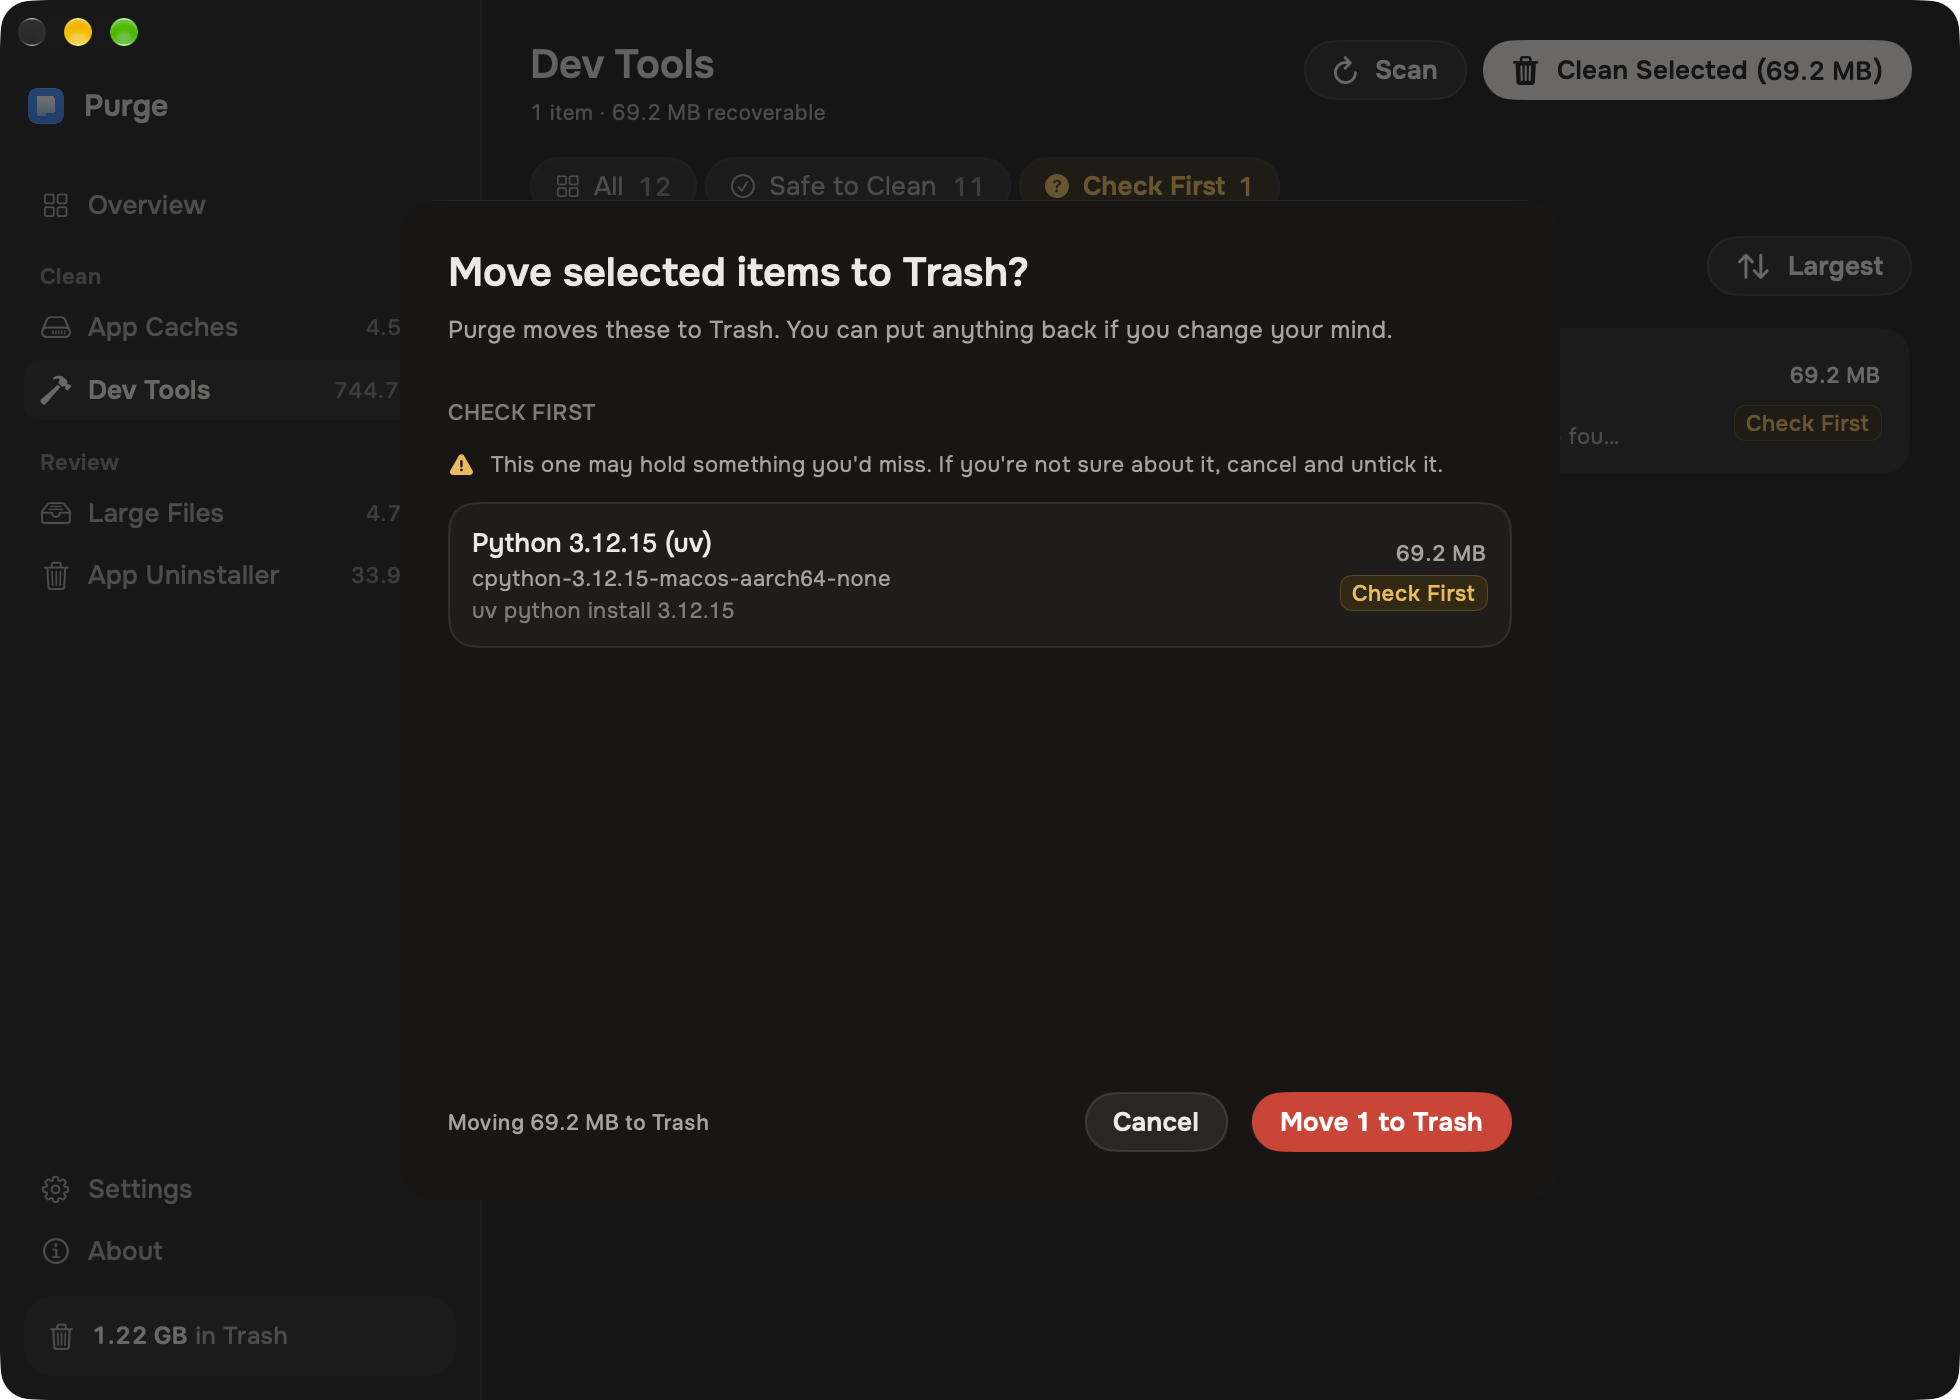 Purge
Overview
Clean
App Caches 4.5
Dev Tools 744.7
Review
Large Files 4.7
App Uninstaller 33.9
Settings
About
1.22 GB in Trash
Dev Tools
1 item · 69.2 MB recoverable
Scan
Clean Selected (69.2 MB)
All 12
Safe to Clean 11
Check First 1
Largest
69.2 MB
Check First
fou...
Move selected items to Trash?
Purge moves these to Trash. You can put anything back if you change your mind.
CHECK FIRST
This one may hold something you'd miss. If you're not sure about it, cancel and untick it.
Python 3.12.15 (uv)
cpython-3.12.15-macos-aarch64-none
uv python install 3.12.15
69.2 MB
Check First
Moving 69.2 MB to Trash
Cancel
Move 1 to Trash